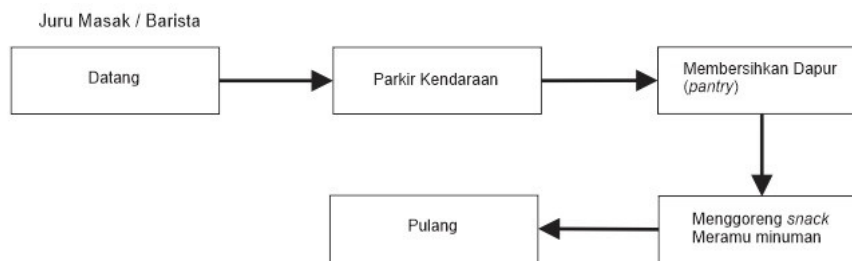 Juru Masak / Barista
Datang
Parkir Kendaraan
Membersihkan Dapur
(pantry)
Menggoreng snack
Meramu minuman
Pulang